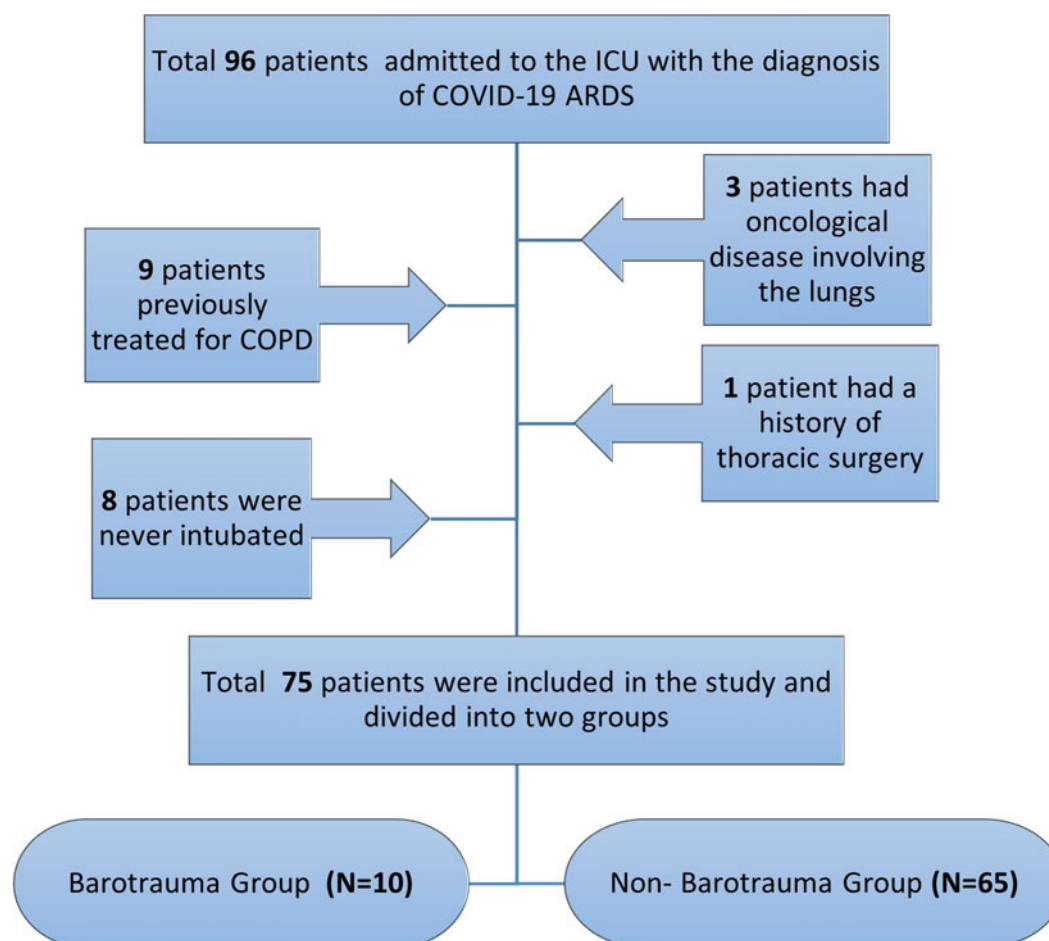 Total 96 patients admitted to the ICU with the diagnosis
of COVID-19 ARDS
3 patients had
oncological
disease involving
the lungs
9 patients
previously
treated for COPD
1 patient had a
history of
thoracic surgery
8 patients were
never intubated
Total 75 patients were included in the study and
divided into two groups
Barotrauma Group (N=10)
Non- Barotrauma Group (N=65)